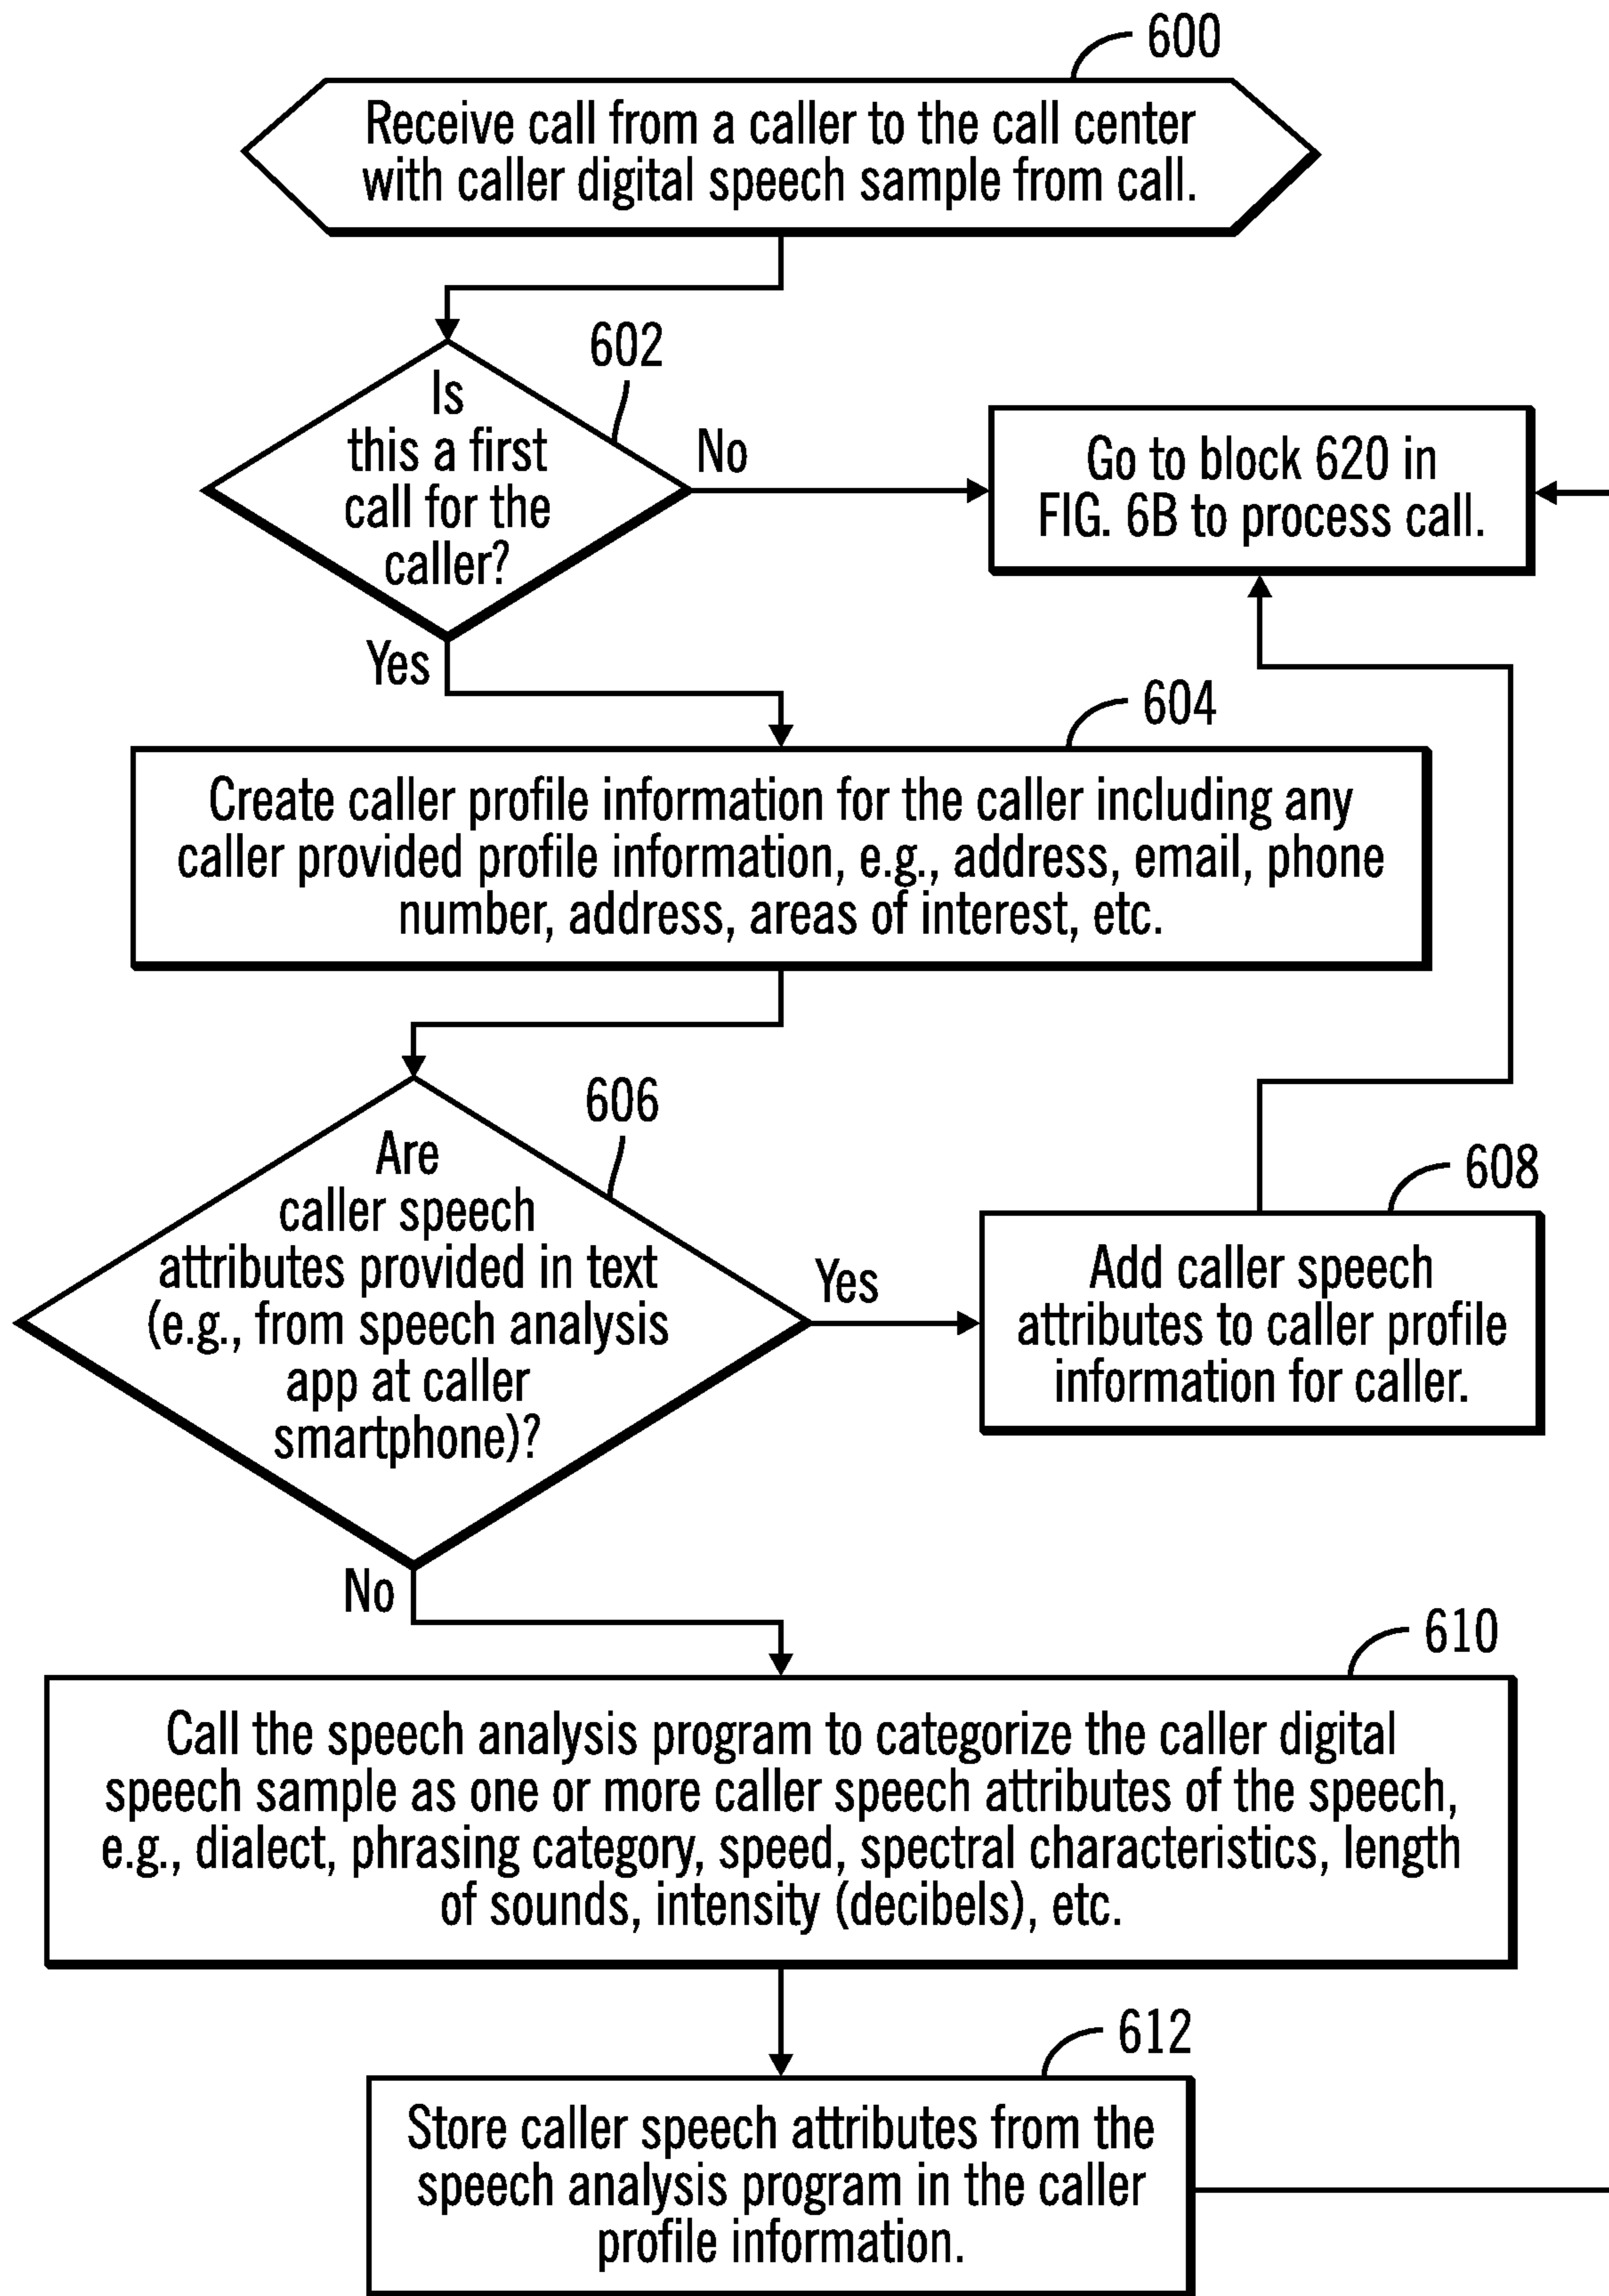 600
Receive call from a caller to the call center
with caller digital speech sample from call.
602
Is
this a first
call for the
caller?
No
Go to block 620 in
FIG. 6B to process call.
Yes
604
Create caller profile information for the caller including any
caller provided profile information, e.g., address, email, phone
number, address, areas of interest, etc.
606
Are
caller speech
attributes provided in text
(e.g., from speech analysis
app at caller
smartphone)?
Yes
608
Add caller speech
attributes to caller profile
information for caller.
No
610
Call the speech analysis program to categorize the caller digital
speech sample as one or more caller speech attributes of the speech,
e.g., dialect, phrasing category, speed, spectral characteristics, length
of sounds, intensity (decibels), etc.
612
Store caller speech attributes from the
speech analysis program in the caller
profile information.